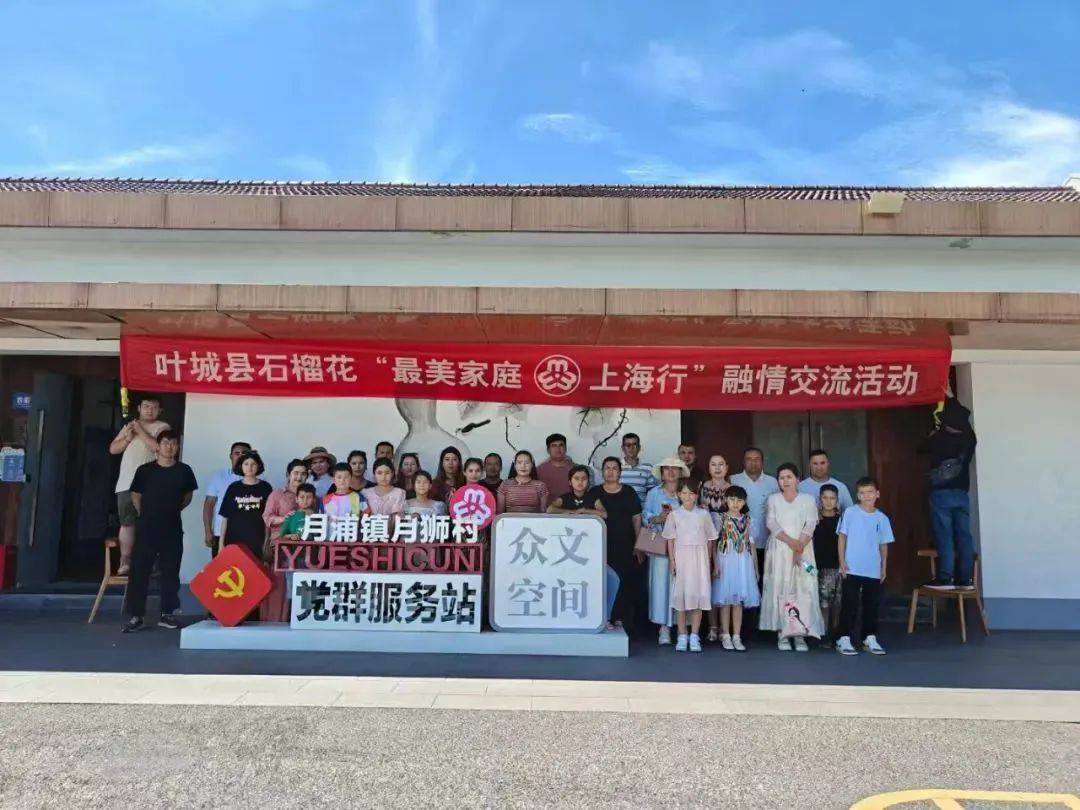 叶城县石榴花“最美家庭 上海行”融情交流活动
月浦镇月狮村
YUESHICUN
党群服务站
众文
空间